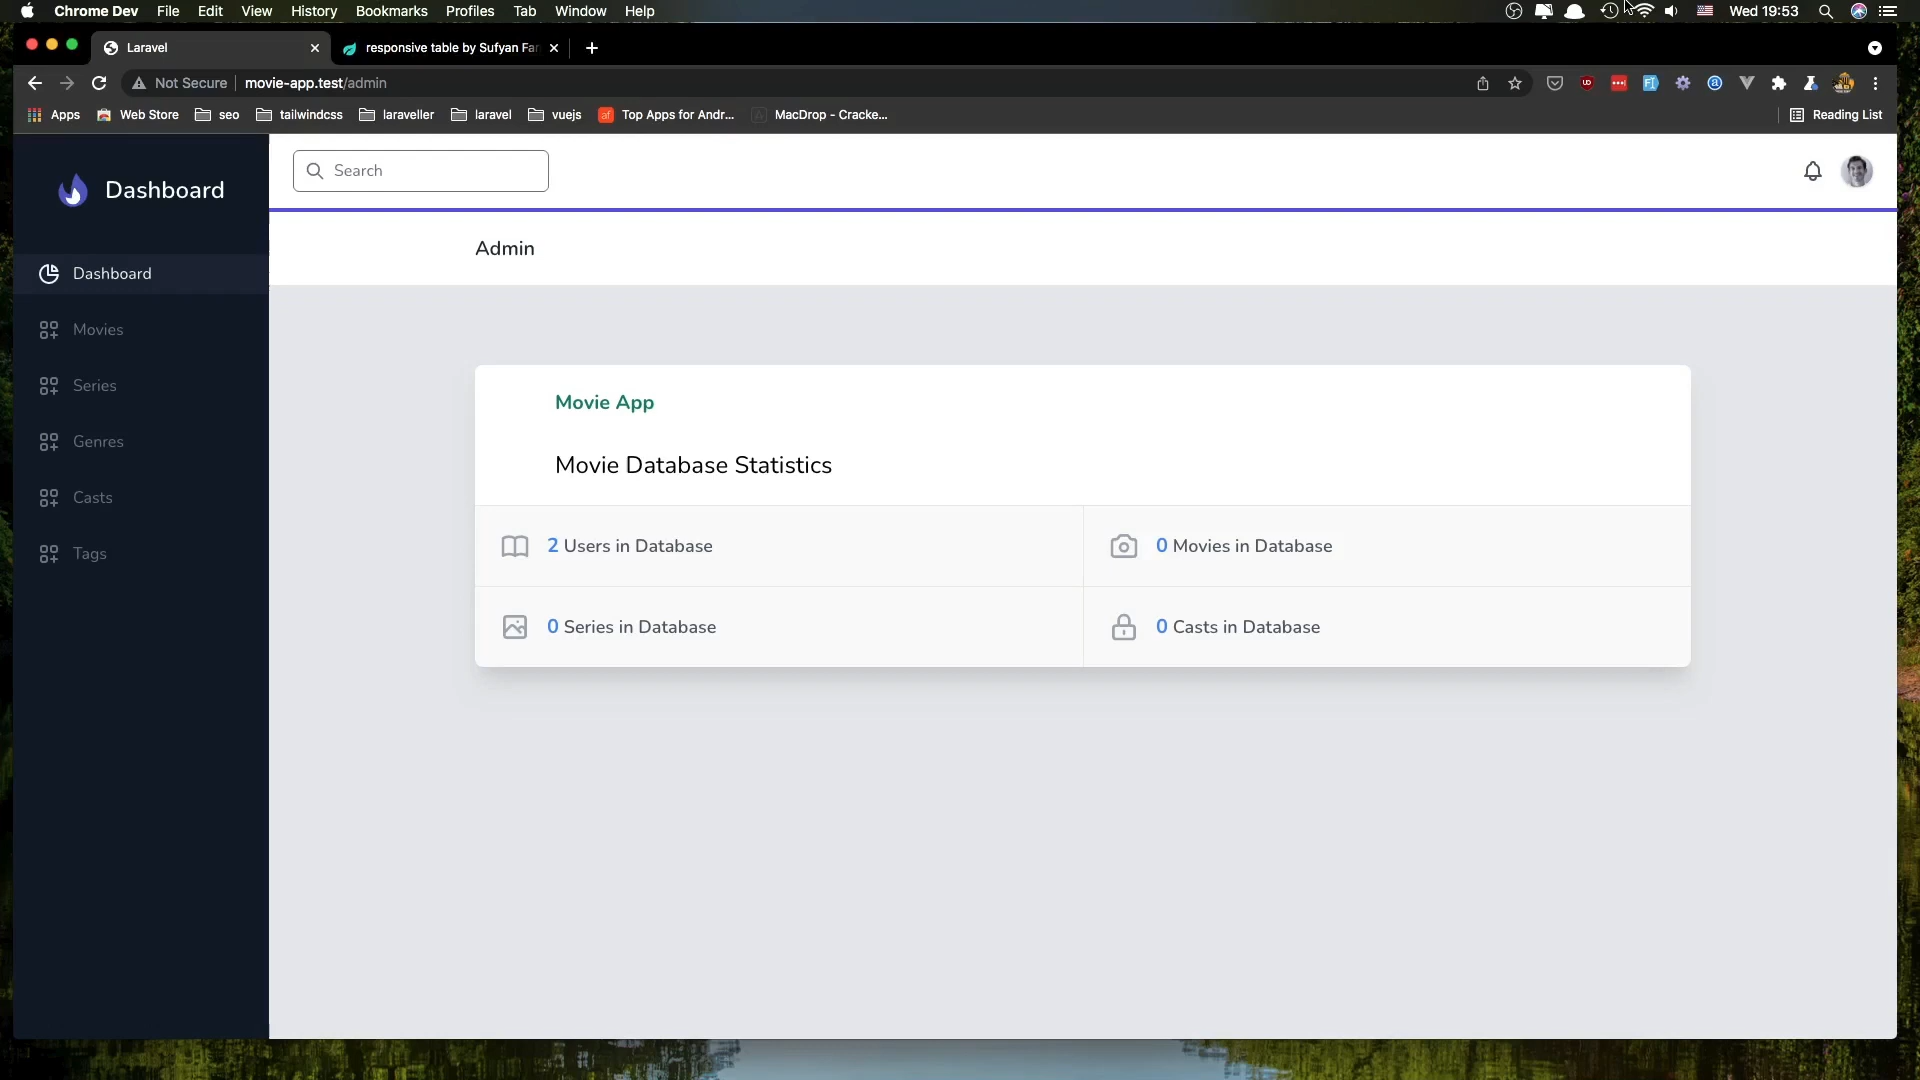 Chrome Dev File Edit View History Bookmarks Profiles Tab Window Help Wed 19:53
Laravel responsive table by Sufyan Far
Not Secure movie-app.test/admin
Apps Web Store seo tailwindcss laraveller laravel vuejs Top Apps for Andr... MacDrop - Cracke... Reading List
Dashboard
Search
Admin
Dashboard
Movies
Series
Genres
Casts
Tags
Movie App
Movie Database Statistics
2 Users in Database
0 Movies in Database
0 Series in Database
0 Casts in Database